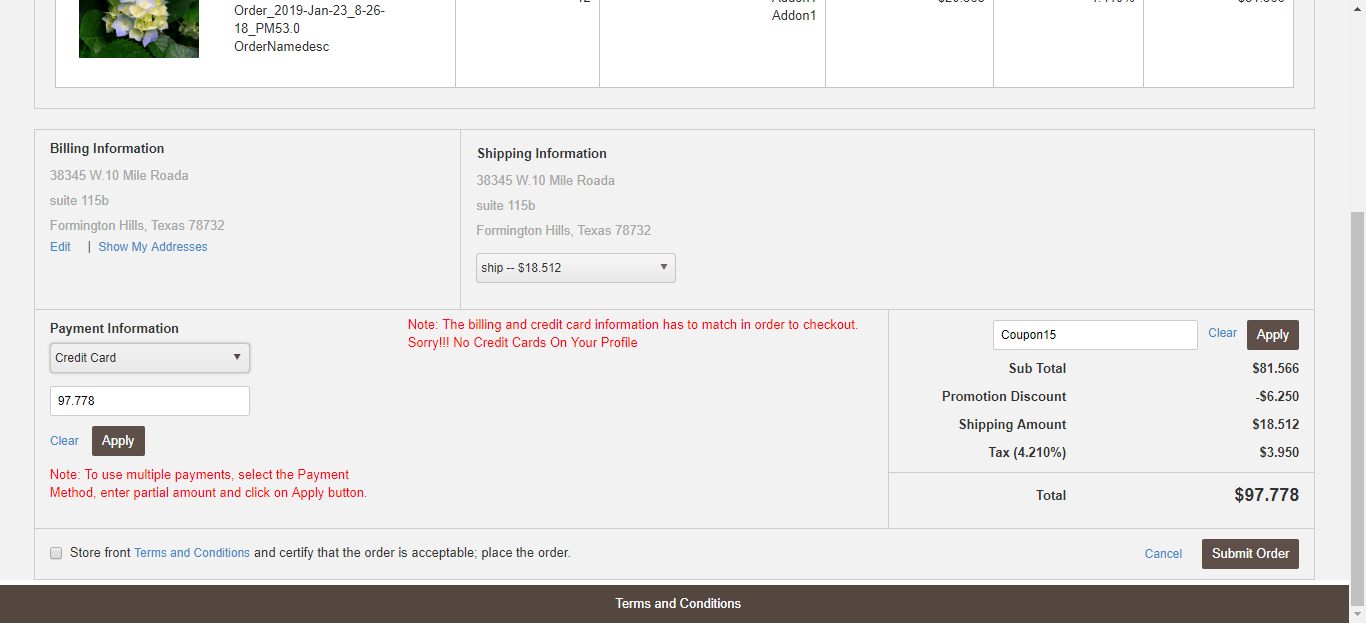 Order_2019-Jan-23_8-26-
18_PM53.0
OrderNamedesc
Addon1
Billing Information
38345 W.10 Mile Roada
suite 115b
Formington Hills, Texas 78732
Edit | Show My Addresses
Shipping Information
38345 W.10 Mile Roada
suite 115b
Formington Hills, Texas 78732
ship -- $18.512
Payment Information
Credit Card
97.778
Clear Apply
Note: To use multiple payments, select the Payment
Method, enter partial amount and click on Apply button.
Note: The billing and credit card information has to match in order to checkout.
Sorry!!! No Credit Cards On Your Profile
Coupon15 Clear Apply
Sub Total $81.566
Promotion Discount -$6.250
Shipping Amount $18.512
Tax (4.210%) $3.950
Total $97.778
Store front Terms and Conditions and certify that the order is acceptable; place the order.
Cancel Submit Order
Terms and Conditions